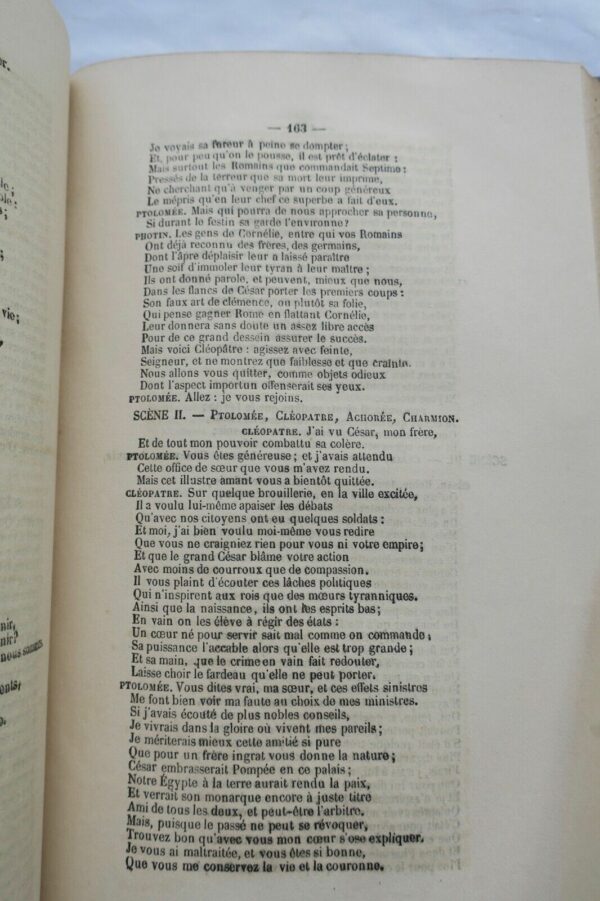 — 163 —
Je voyais sa fureur à peine se dompter;
Et, pour peu qu'on le pousse, il est prêt d'éclater :
Mais surtout les Romains que commandait Septime :
Pressés de la terreur que sa mort leur imprime,
Ne cherchant qu'à venger par un coup généreux
Le mépris qu'en leur chef ce superbe a fait d'eux.
PTOLOMÉE. Mais qui pourra de nous approcher sa personne,
Si durant le festin sa garde l'environne?
PHOTIN. Les gens de Cornélie, entre qui vos Romains
Ont déjà reconnu des frères, des germains,
Dont l'âpre déplaisir leur a laissé paraître
Une soif d'immoler leur tyran à leur maître;
Ils ont donné parole, et peuvent, mieux que nous,
Dans les flancs de César porter les premiers coups :
Son faux art de clémence, ou plutôt sa folie,
Qui pense gagner Rome en flattant Cornélie,
Leur donnera sans doute un assez libre accès
Pour de ce grand dessein assurer le succès.
Mais voici Cléopâtre : agissez avec feinte,
Seigneur, et ne montrez que faiblesse et que crainte.
Nous allons vous quitter, comme objets odieux
Dont l'aspect importun offenserait ses yeux.
PTOLOMÉE. Allez : je vous rejoins.
SCÈNE II. — PTOLOMÉE, CLÉOPATRE, ACHORÉE, CHARMION.
CLÉOPATRE. J'ai vu César, mon frère,
Et de tout mon pouvoir combattu sa colère.
PTOLOMÉE. Vous êtes généreuse; et j'avais attendu
Cette office de sœur que vous m'avez rendu.
Mais cet illustre amant vous a bientôt quittée.
CLÉOPATRE. Sur quelque brouillerie, en la ville excitée,
Il a voulu lui-même apaiser les débats
Qu'avec nos citoyens ont eu quelques soldats :
Et moi, j'ai bien voulu moi-même vous redire
Que vous ne craigniez rien pour vous ni votre empire;
Et que le grand César blâme votre action
Avec moins de courroux que de compassion.
Il vous plaint d'écouter ces lâches politiques
Qui n'inspirent aux rois que des mœurs tyranniques.
Ainsi que la naissance, ils ont les esprits bas;
En vain on les élève à régir des états :
Un cœur né pour servir sait mal comme on commande;
Sa puissance l'accable alors qu'elle est trop grande;
Et sa main, que le crime en vain fait redouter,
Laisse choir le fardeau qu'elle ne peut porter.
PTOLOMÉE. Vous dites vrai, ma sœur, et ces effets sinistres
Me font bien voir ma faute au choix de mes ministres.
Si j'avais écouté de plus nobles conseils,
Je vivrais dans la gloire où vivent mes pareils;
Je mériterais mieux cette amitié si pure
Que pour un frère ingrat vous donne la nature;
César embrasserait Pompée en ce palais;
Notre Égypte à la terre aurait rendu la paix,
Et verrait son monarque encore à juste titre
Ami de tous les deux, et peut-être l'arbitre.
Mais, puisque le passé ne peut se révoquer,
Trouvez bon qu'avec vous mon cœur s'ose expliquer.
Je vous ai maltraitée, et vous êtes si bonne,
Que vous me conservez la vie et la couronne.